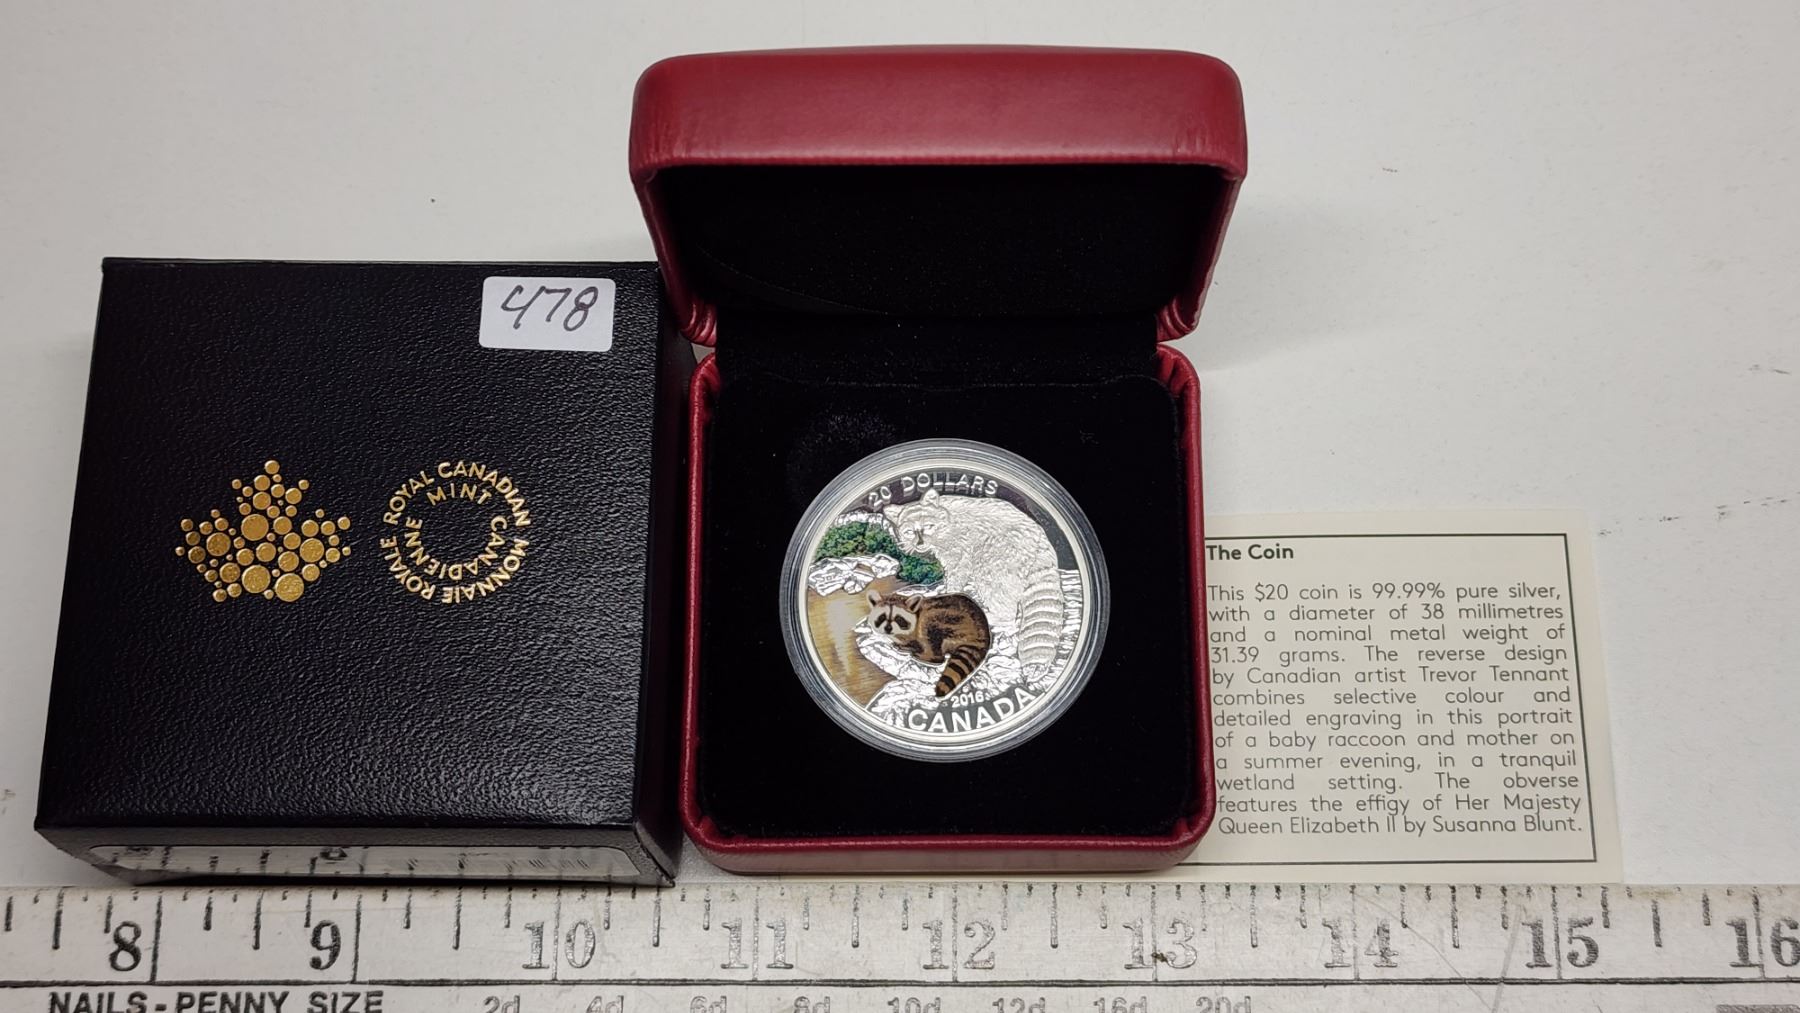 478
ROYAL CANADIAN MINT
MONNAIE ROYALE CANADIENNE
20 DOLLARS
2016
CANADA
The Coin
This $20 coin is 99.99% pure silver,
with a diameter of 38 millimetres
and a nominal metal weight of
31.39 grams. The reverse design
by Canadian artist Trevor Tennant
combines selective colour and
detailed engraving in this portrait
of a baby raccoon and mother on
a summer evening, in a tranquil
wetland setting. The obverse
features the effigy of Her Majesty
Queen Elizabeth II by Susanna Blunt.
8 9 10 11 12 13 14 15 16
NAILS - PENNY SIZE 2d 4d 6d 8d 10d 12d 16d 20d